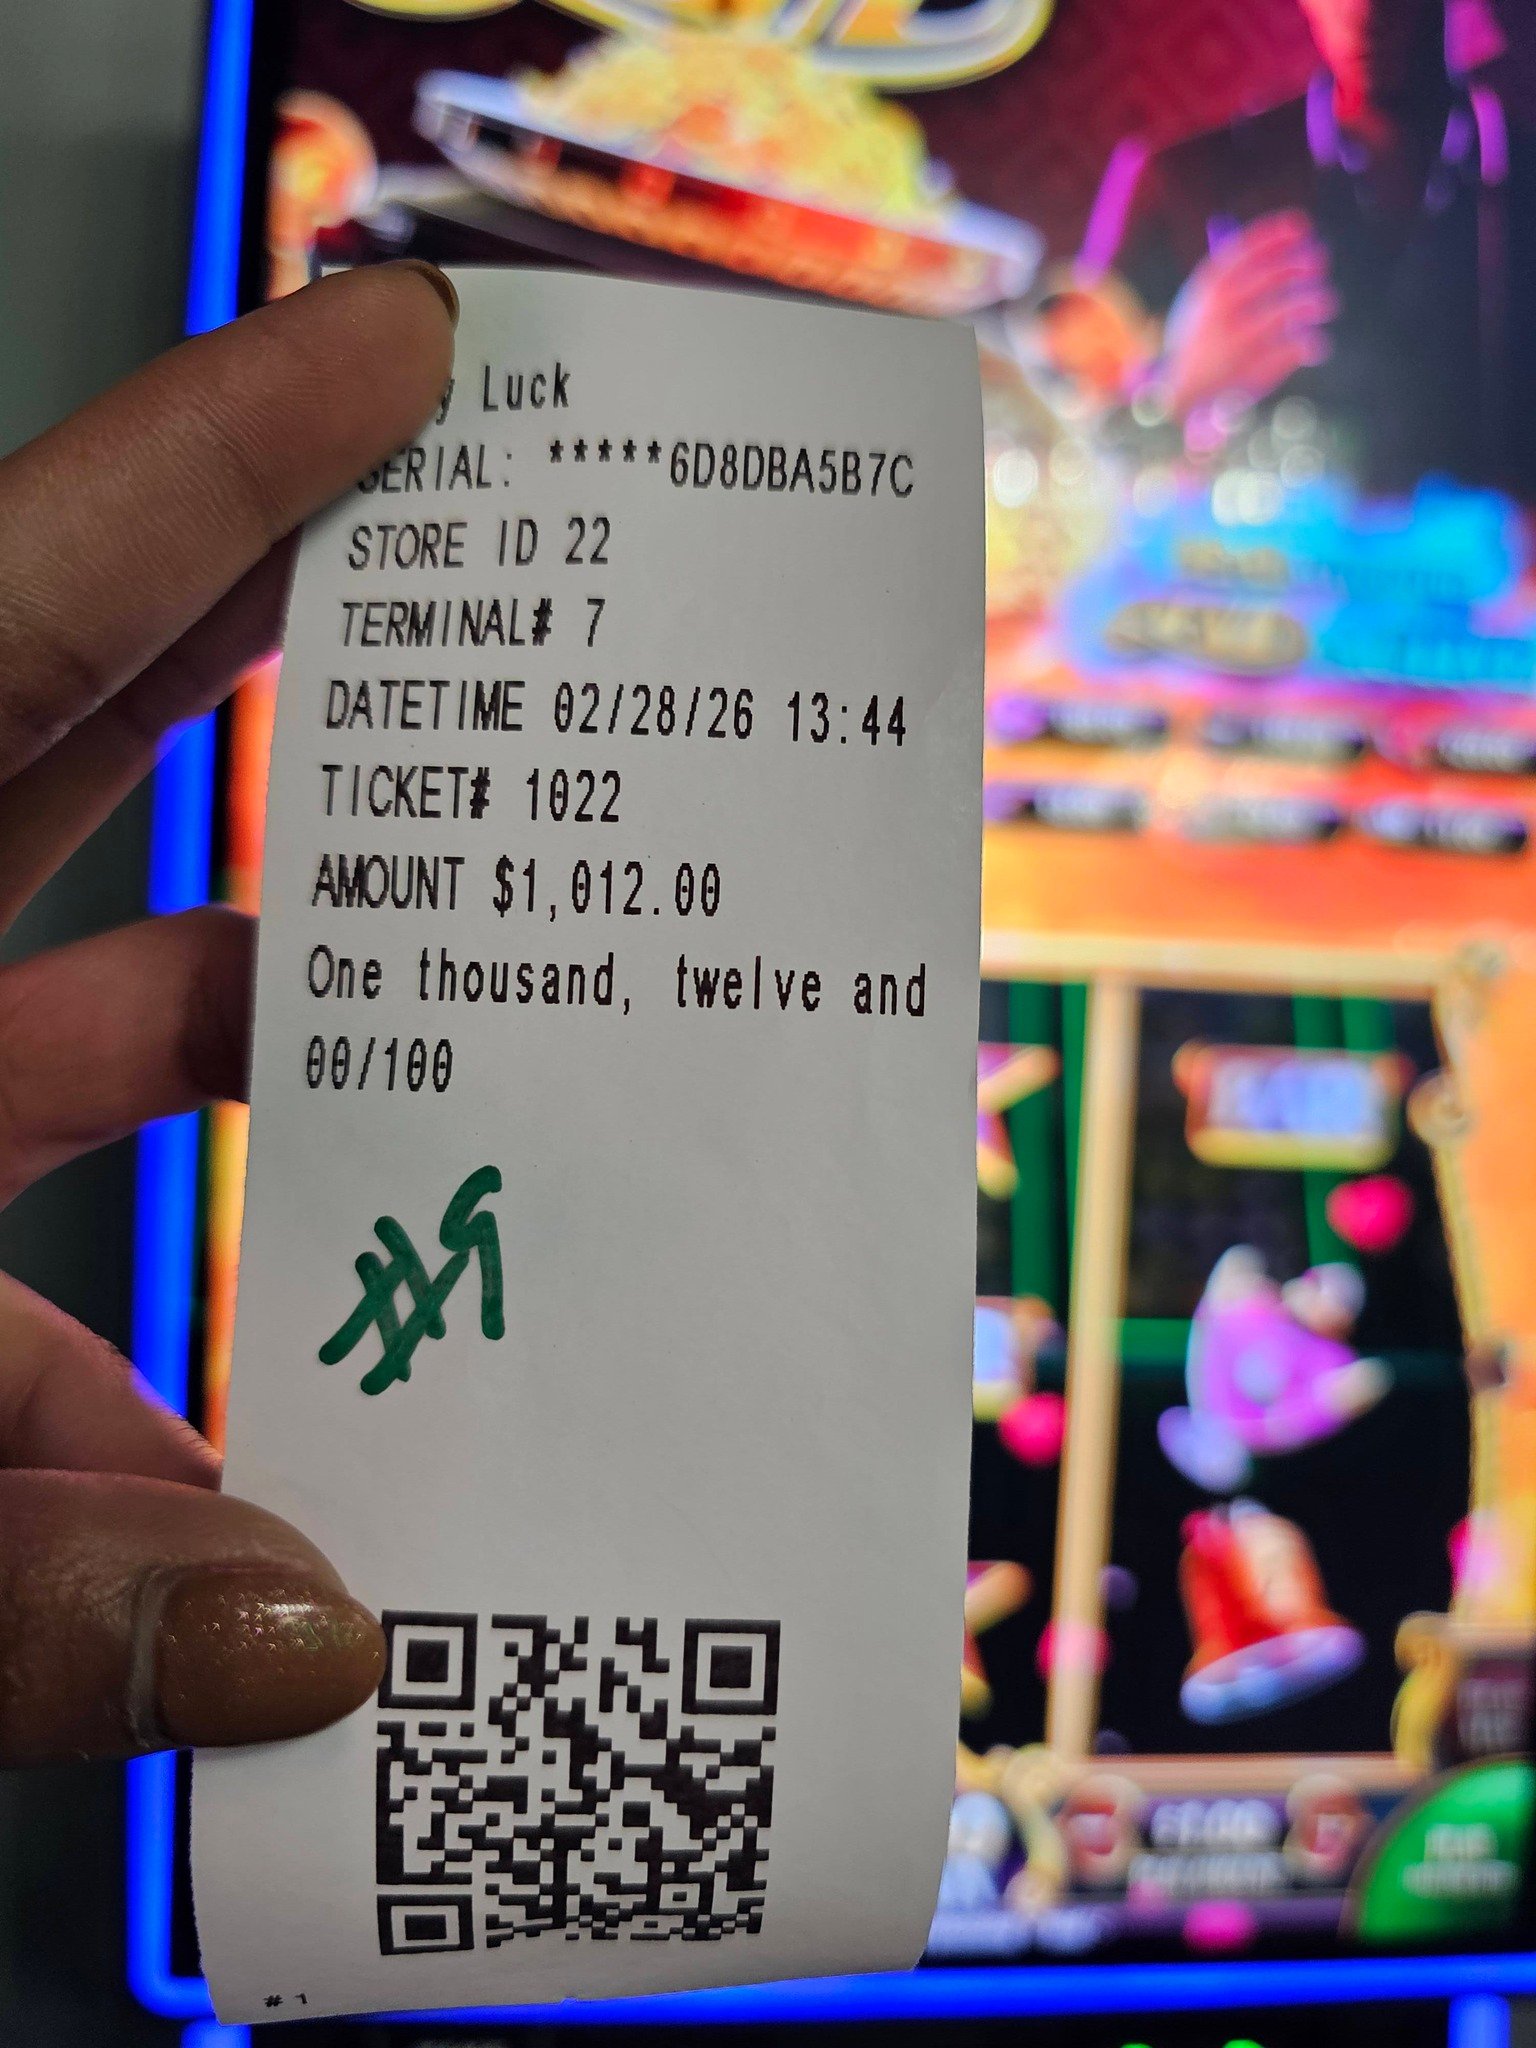 Luck
SERIAL: *****6D8DBA5B7C
STORE ID 22
TERMINAL# 7
DATETIME 02/28/26 13:44
TICKET# 1022
AMOUNT $1,012.00
One thousand, twelve and
00/100
#9
# 1